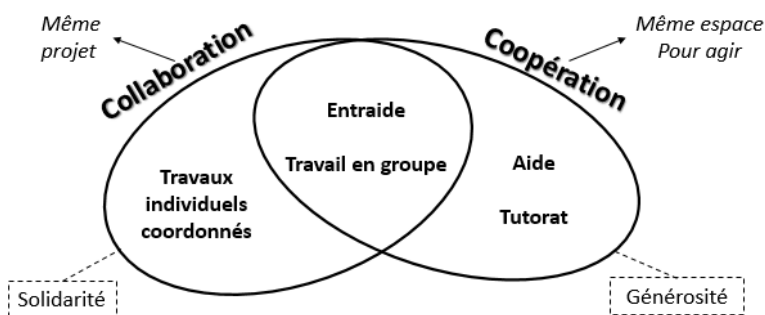 Même
projet
Collaboration
Coopération
Même espace
Pour agir
Entraide
Travail en groupe
Travaux
individuels
coordonnés
Aide
Tutorat
Solidarité
Générosité